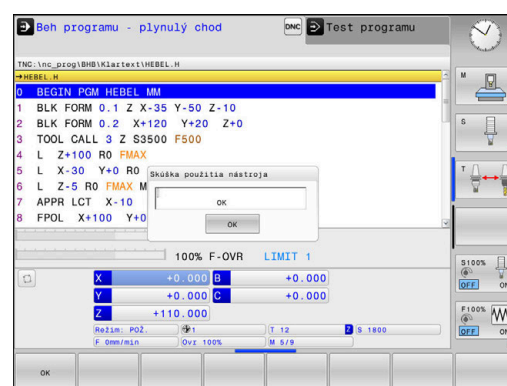 Beh programu - plynulý chod
DNC
Test programu
TNC:\nc_prog\BHB\Klartext\HEBEL.H
→HEBEL.H
0 BEGIN PGM HEBEL MM
1 BLK FORM 0.1 Z X-35 Y-50 Z-10
2 BLK FORM 0.2 X+120 Y+20 Z+0
3 TOOL CALL 3 Z S3500 F500
4 L Z+100 R0 FMAX
5 L X-30 Y+0 R0
6 L Z-5 R0 FMAX M
7 APPR LCT X-10
8 FPOL X+100 Y+0
Skúška použitia nástroja
OK
OK
100% F-OVR LIMIT 1
X +0.000 B +0.000
Y +0.000 C +0.000
Z +110.000
Režim: POŽ. 1 T 12 Z S 1800
F 0mm/min Ovr 100% M 5/9
OK
M
S
T
S100%
OFF ON
F100%
OFF ON